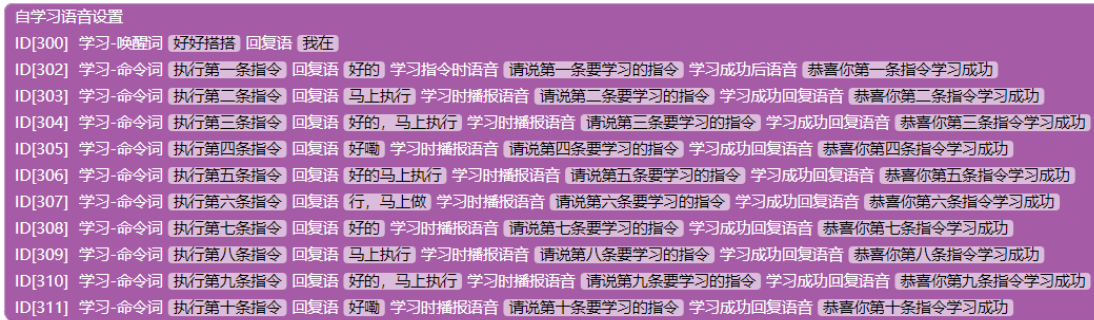 自学习语音设置
ID[300] 学习-唤醒词 好好搭搭 回复语 我在
ID[302] 学习-命令词 执行第一条指令 回复语 好的 学习指令时语音 请说第一条要学习的指令 学习成功后语音 恭喜你第一条指令学习成功
ID[303] 学习-命令词 执行第二条指令 回复语 马上执行 学习时播报语音 请说第二条要学习的指令 学习成功回复语音 恭喜你第二条指令学习成功
ID[304] 学习-命令词 执行第三条指令 回复语 好的，马上执行 学习时播报语音 请说第三条要学习的指令 学习成功回复语音 恭喜你第三条指令学习成功
ID[305] 学习-命令词 执行第四条指令 回复语 好嘞 学习时播报语音 请说第四条要学习的指令 学习成功回复语音 恭喜你第四条指令学习成功
ID[306] 学习-命令词 执行第五条指令 回复语 好的马上执行 学习时播报语音 请说第五条要学习的指令 学习成功回复语音 恭喜你第五条指令学习成功
ID[307] 学习-命令词 执行第六条指令 回复语 行，马上做 学习时播报语音 请说第六条要学习的指令 学习成功回复语音 恭喜你第六条指令学习成功
ID[308] 学习-命令词 执行第七条指令 回复语 好的 学习时播报语音 请说第七条要学习的指令 学习成功回复语音 恭喜你第七条指令学习成功
ID[309] 学习-命令词 执行第八条指令 回复语 马上执行 学习时播报语音 请说第八条要学习的指令 学习成功回复语音 恭喜你第八条指令学习成功
ID[310] 学习-命令词 执行第九条指令 回复语 好的，马上执行 学习时播报语音 请说第九条要学习的指令 学习成功回复语音 恭喜你第九条指令学习成功
ID[311] 学习-命令词 执行第十条指令 回复语 好嘞 学习时播报语音 请说第十条要学习的指令 学习成功回复语音 恭喜你第十条指令学习成功